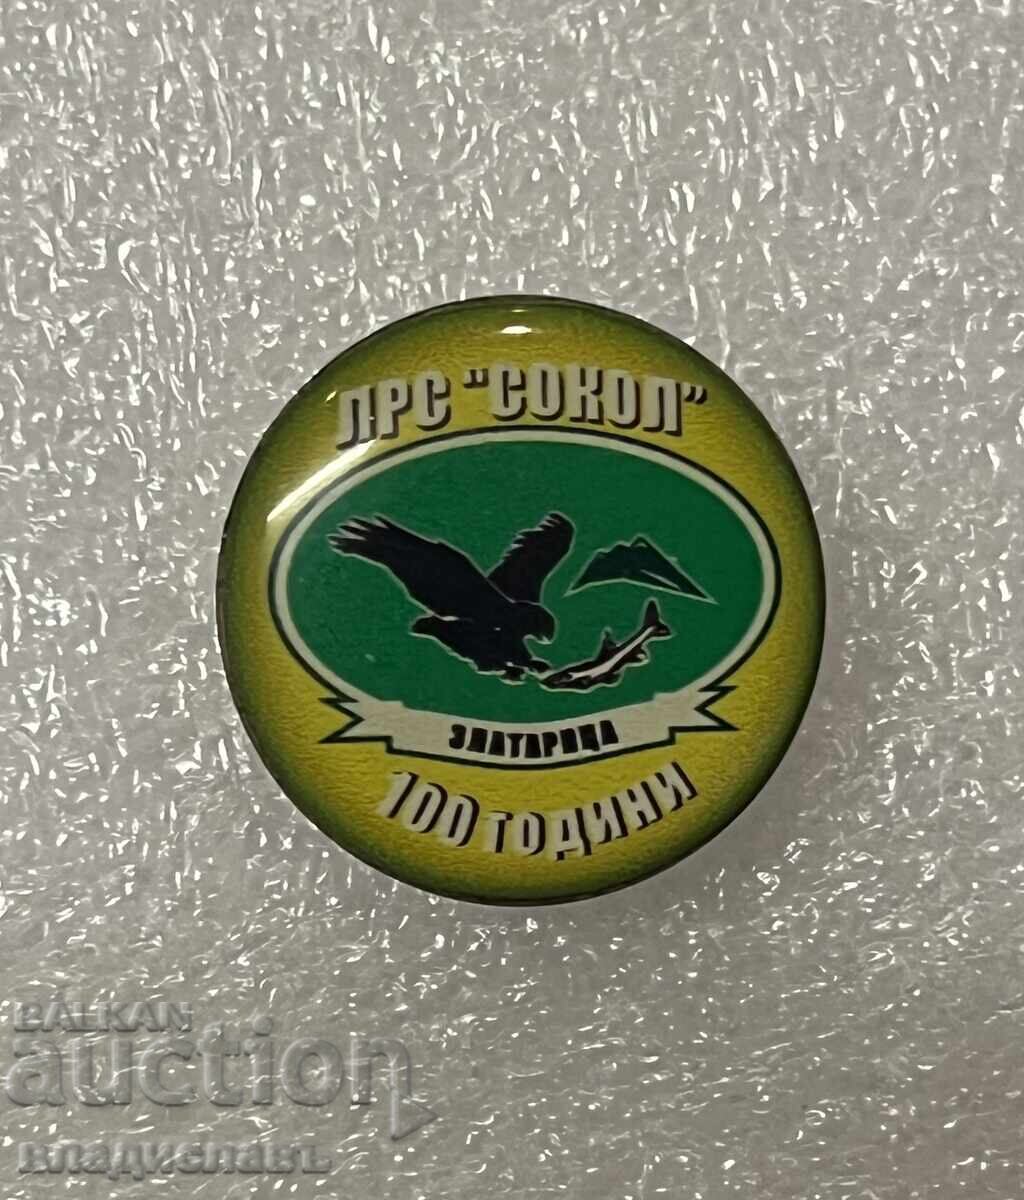 ЛРС "СОКОЛ"
ЗЛАТАРИЦА
100 ГОДИНИ
BALKAN
auction
владиславъ